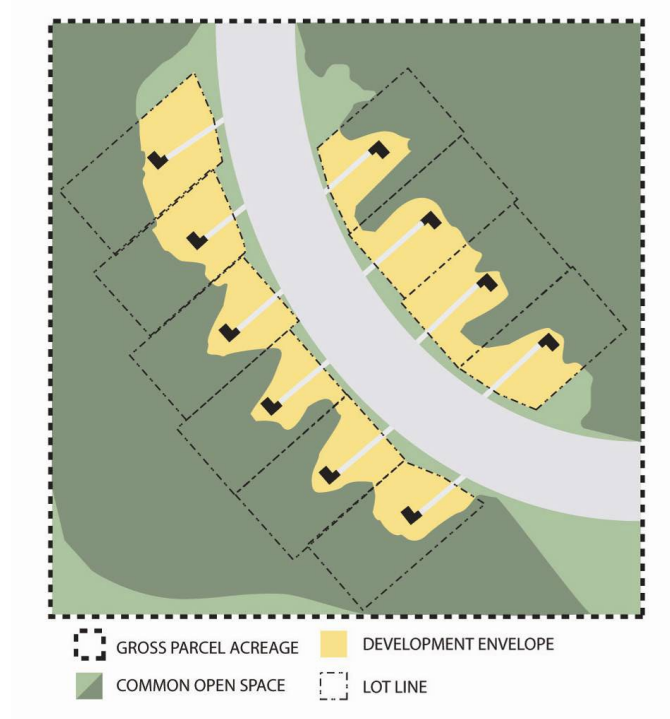 GROSS PARCEL ACREAGE
DEVELOPMENT ENVELOPE
COMMON OPEN SPACE
LOT LINE